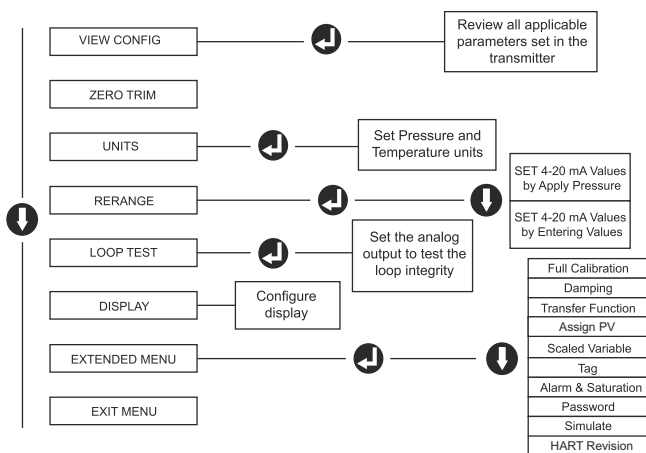 VIEW CONFIG
Review all applicable
parameters set in the
transmitter
ZERO TRIM
UNITS
Set Pressure and
Temperature units
RERANGE
SET 4-20 mA Values
by Apply Pressure
SET 4-20 mA Values
by Entering Values
LOOP TEST
Set the analog
output to test the
loop integrity
DISPLAY
Configure
display
EXTENDED MENU
Full Calibration
Damping
Transfer Function
Assign PV
Scaled Variable
Tag
Alarm & Saturation
Password
Simulate
HART Revision
EXIT MENU